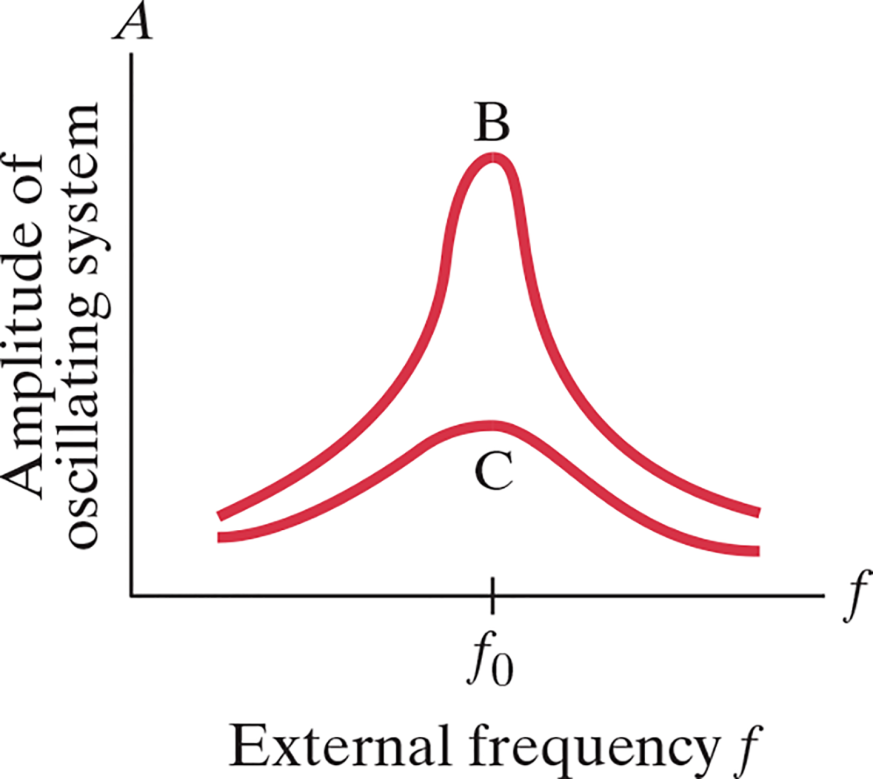 A
Amplitude of
oscillating system
B
C
f
f₀
External frequency f